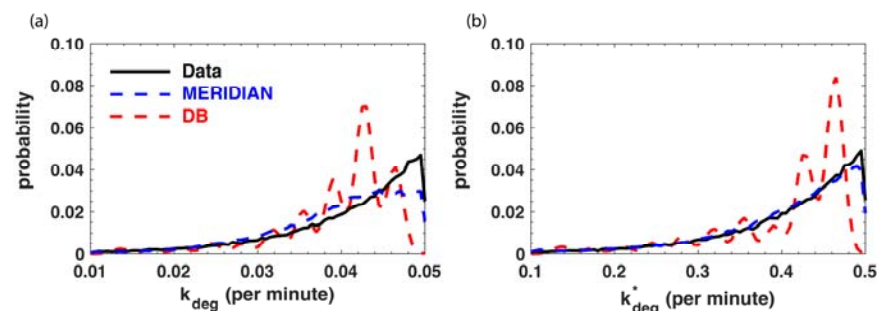 (a)
(b)
0.10
0.08
0.06
0.04
0.02
0
probability
Data
MERIDIAN
DB
0.01 0.02 0.03 0.04 0.05
k_deg (per minute)
0.10
0.08
0.06
0.04
0.02
0
probability
0.1 0.2 0.3 0.4 0.5
k*_deg (per minute)